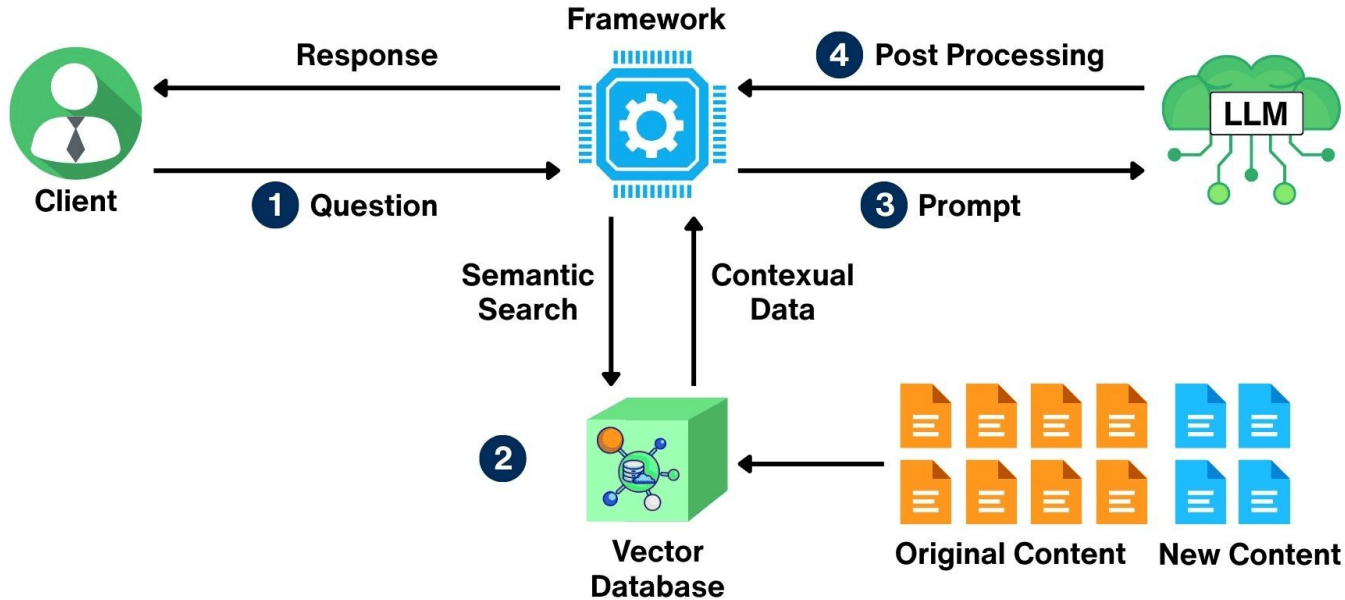 Framework
Response
4 Post Processing
LLM
Client
1 Question
3 Prompt
Semantic
Search
Contexual
Data
2
Vector
Database
Original Content
New Content